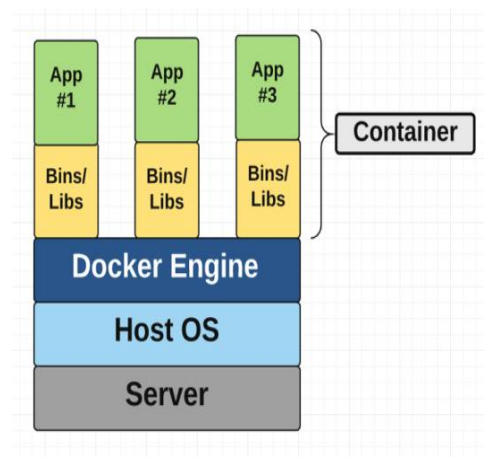 App
#1
App
#2
App
#3
Container
Bins/
Libs
Bins/
Libs
Bins/
Libs
Docker Engine
Host OS
Server